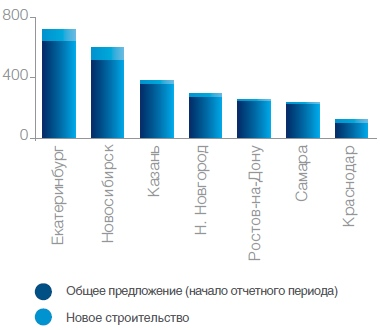 800
400
0
Екатеринбург
Новосибирск
Казань
Н. Новгород
Ростов-на-Дону
Самара
Краснодар
Общее предложение (начало отчетного периода)
Новое строительство